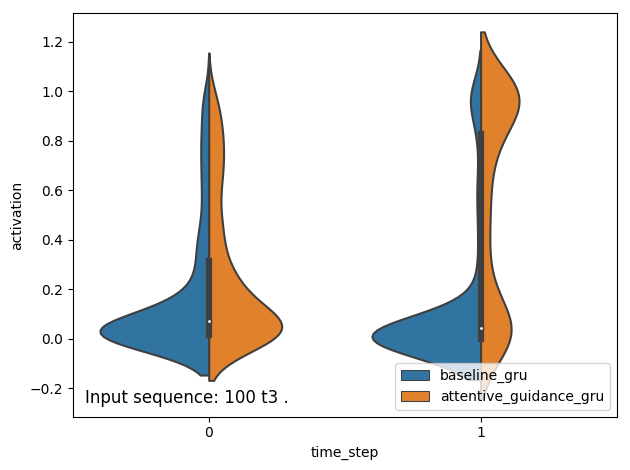 1.2
1.0
0.8
0.6
0.4
0.2
0.0
−0.2
activation
Input sequence: 100 t3 .
baseline_gru
attentive_guidance_gru
0
1
time_step